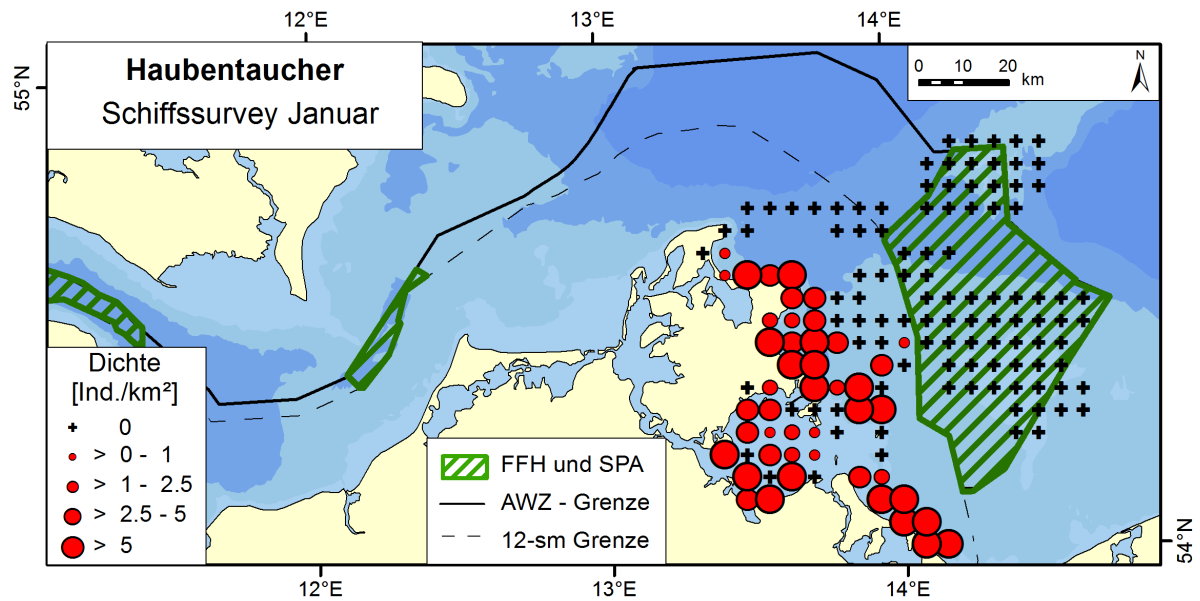 12°E 13°E 14°E
Haubentaucher
Schiffssurvey Januar
0 10 20
km
N
55°N
Dichte
[Ind./km²]
0
> 0 - 1
> 1 - 2.5
> 2.5 - 5
> 5
FFH und SPA
AWZ - Grenze
12-sm Grenze
54°N
12°E 13°E 14°E